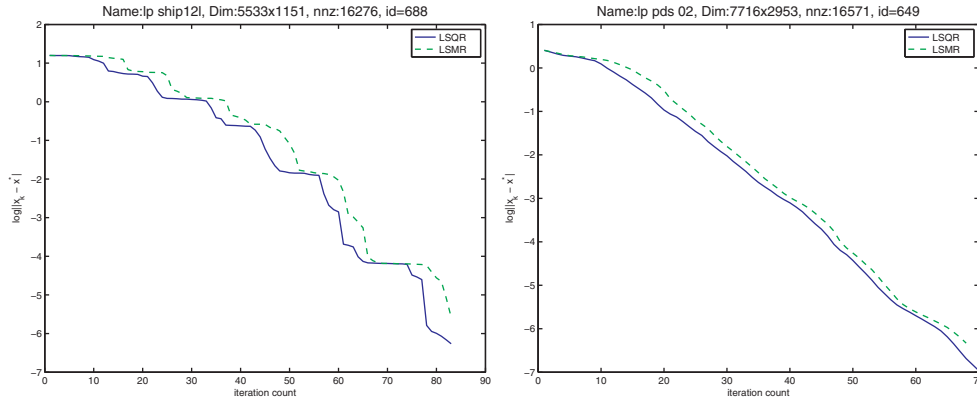 Name:lp ship12l, Dim:5533x1151, nnz:16276, id=688
LSQR
LSMR
2
1
0
−1
−2
−3
−4
−5
−6
−7
log||x_k − x*|
0 10 20 30 40 50 60 70 80 90
iteration count
Name:lp pds 02, Dim:7716x2953, nnz:16571, id=649
LSQR
LSMR
1
0
−1
−2
−3
−4
−5
−6
−7
log||x_k − x*|
0 10 20 30 40 50 60 70
iteration count